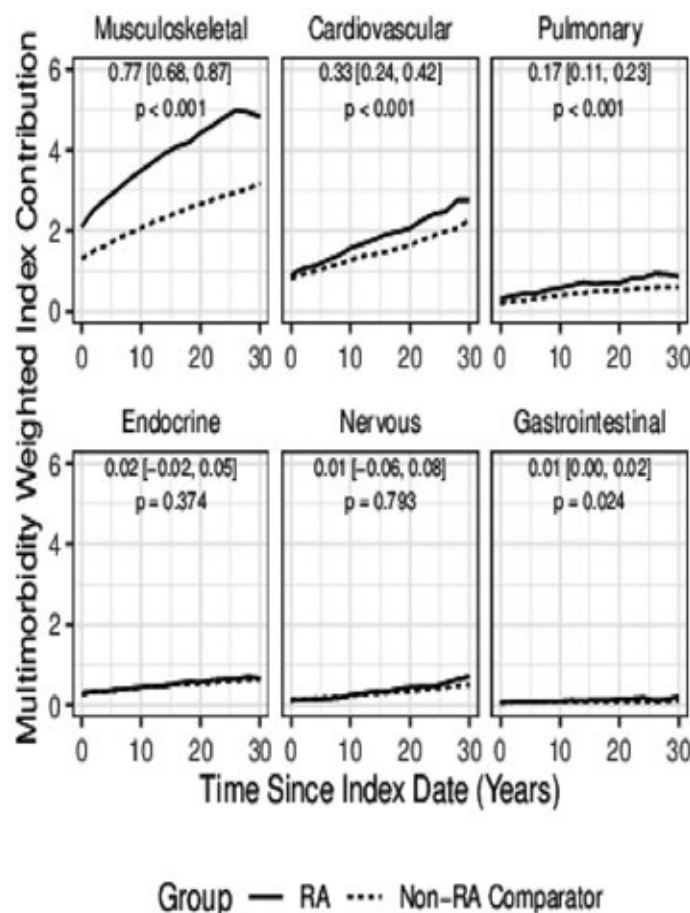 Musculoskeletal Cardiovascular Pulmonary
0.77 [0.68, 0.87] 0.33 [0.24, 0.42] 0.17 [0.11, 0.23]
p < 0.001 p < 0.001 p < 0.001
6
4
2
0
0 10 20 30 0 10 20 30 0 10 20 30
Multimorbidity Weighted Index Contribution
Endocrine Nervous Gastrointestinal
0.02 [−0.02, 0.05] 0.01 [−0.06, 0.08] 0.01 [0.00, 0.02]
p = 0.374 p = 0.793 p = 0.024
6
4
2
0
0 10 20 30 0 10 20 30 0 10 20 30
Time Since Index Date (Years)
Group RA Non−RA Comparator